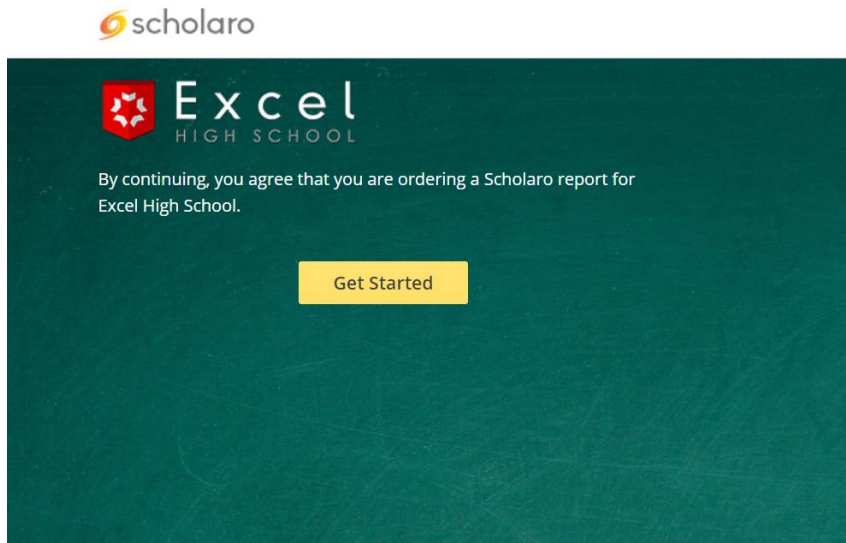 scholaro
Excel
HIGH SCHOOL
By continuing, you agree that you are ordering a Scholaro report for
Excel High School.
Get Started